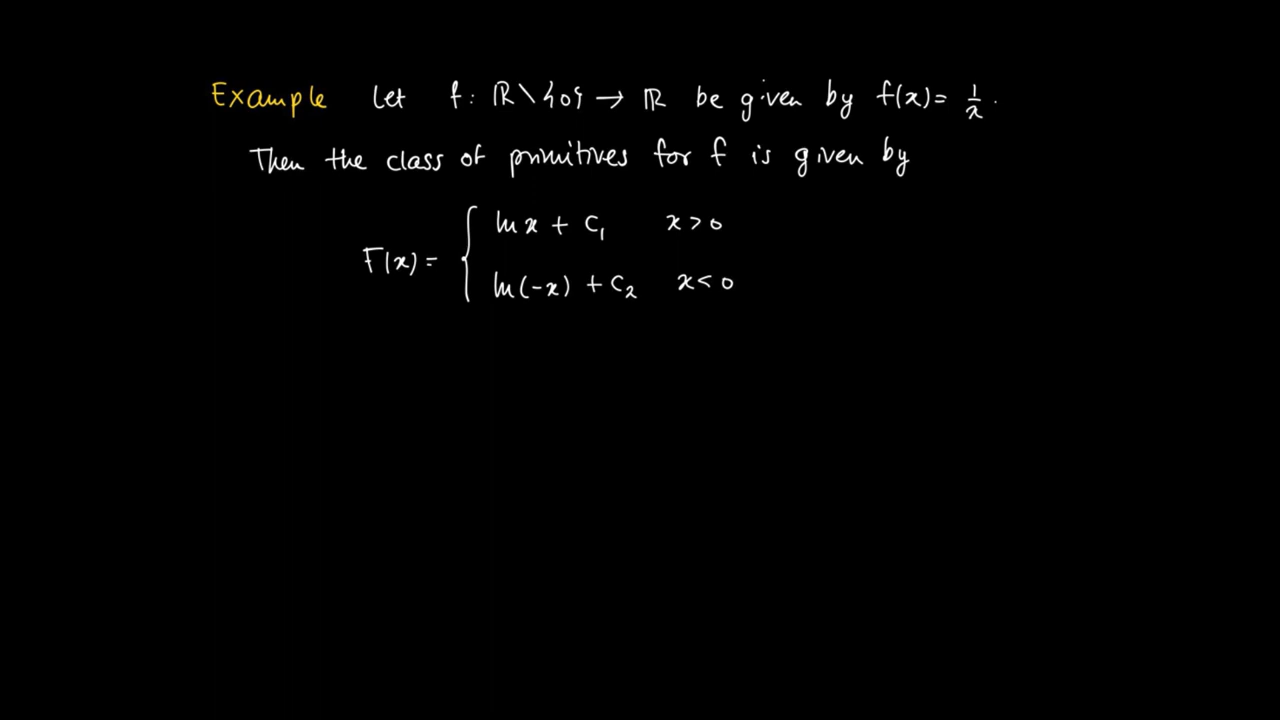 Example Let f: ℝ\{0} → ℝ be given by f(x) = 1/x.
Then the class of primitives for f is given by
F(x) = { ln x + C₁ x > 0
ln(-x) + C₂ x < 0